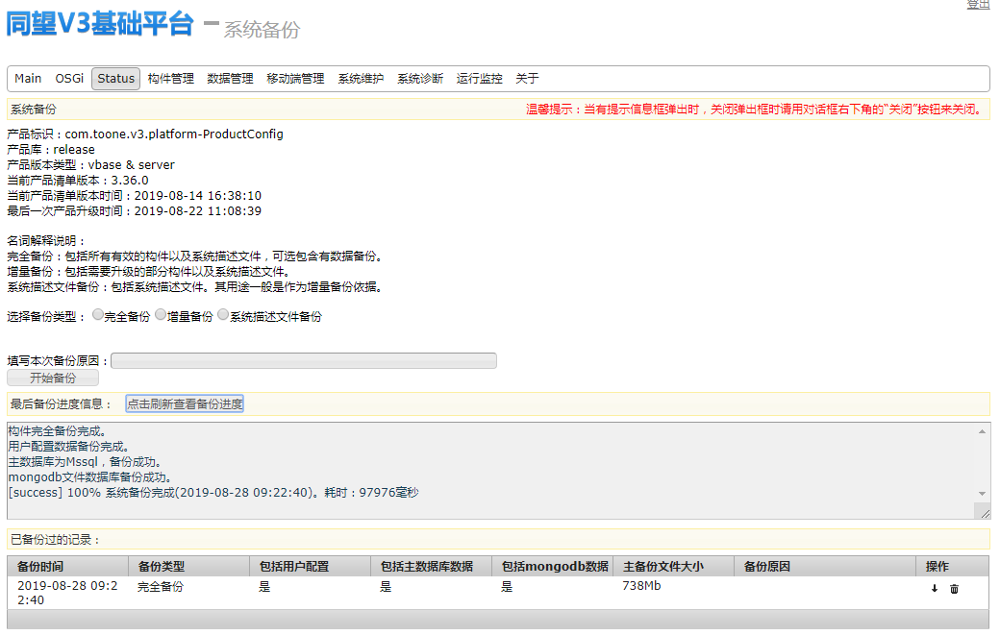 登出
同望V3基础平台 系统备份
Main OSGi Status 构件管理 数据管理 移动端管理 系统维护 系统诊断 运行监控 关于
系统备份 温馨提示：当有提示信息框弹出时，关闭弹出框时请用对话框右下角的“关闭”按钮来关闭。
产品标识：com.toone.v3.platform-ProductConfig
产品库：release
产品版本类型：vbase & server
当前产品清单版本：3.36.0
当前产品清单版本时间：2019-08-14 16:38:10
最后一次产品升级时间：2019-08-22 11:08:39
名词解释说明：
完全备份：包括所有有效的构件以及系统描述文件，可选包含有数据备份。
增量备份：包括需要升级的部分构件以及系统描述文件。
系统描述文件备份：包括系统描述文件。其用途一般是作为增量备份依据。
选择备份类型： 完全备份 增量备份 系统描述文件备份
填写本次备份原因：
开始备份
最后备份进度信息： 点击刷新查看备份进度
构件完全备份完成。
用户配置数据备份完成。
主数据库为Mssql，备份成功。
mongodb文件数据库备份成功。
[success] 100% 系统备份完成(2019-08-28 09:22:40)。耗时：97976毫秒
已备份过的记录：
备份时间 备份类型 包括用户配置 包括主数据库数据 包括mongodb数据 主备份文件大小 备份原因 操作
2019-08-28 09:2 完全备份 是 是 是 738Mb
2:40